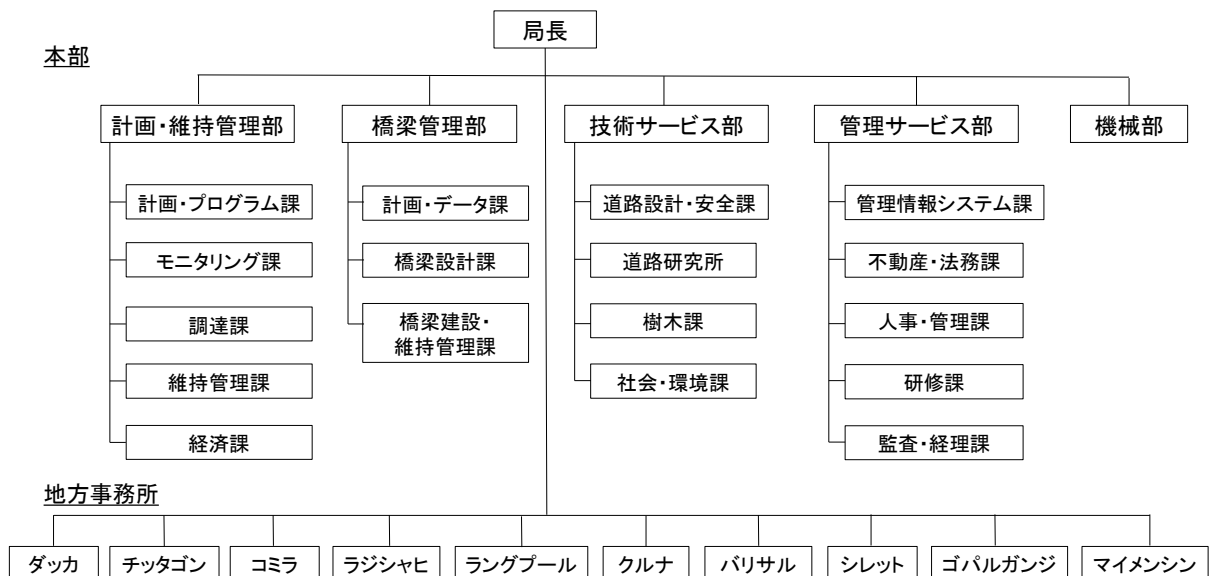 局長
本部
計画・維持管理部
橋梁管理部
技術サービス部
管理サービス部
機械部
計画・プログラム課
モニタリング課
調達課
維持管理課
経済課
計画・データ課
橋梁設計課
橋梁建設・
維持管理課
道路設計・安全課
道路研究所
樹木課
社会・環境課
管理情報システム課
不動産・法務課
人事・管理課
研修課
監査・経理課
地方事務所
ダッカ
チッタゴン
コミラ
ラジシャヒ
ラングプール
クルナ
バリサル
シレット
ゴパルガンジ
マイメンシン